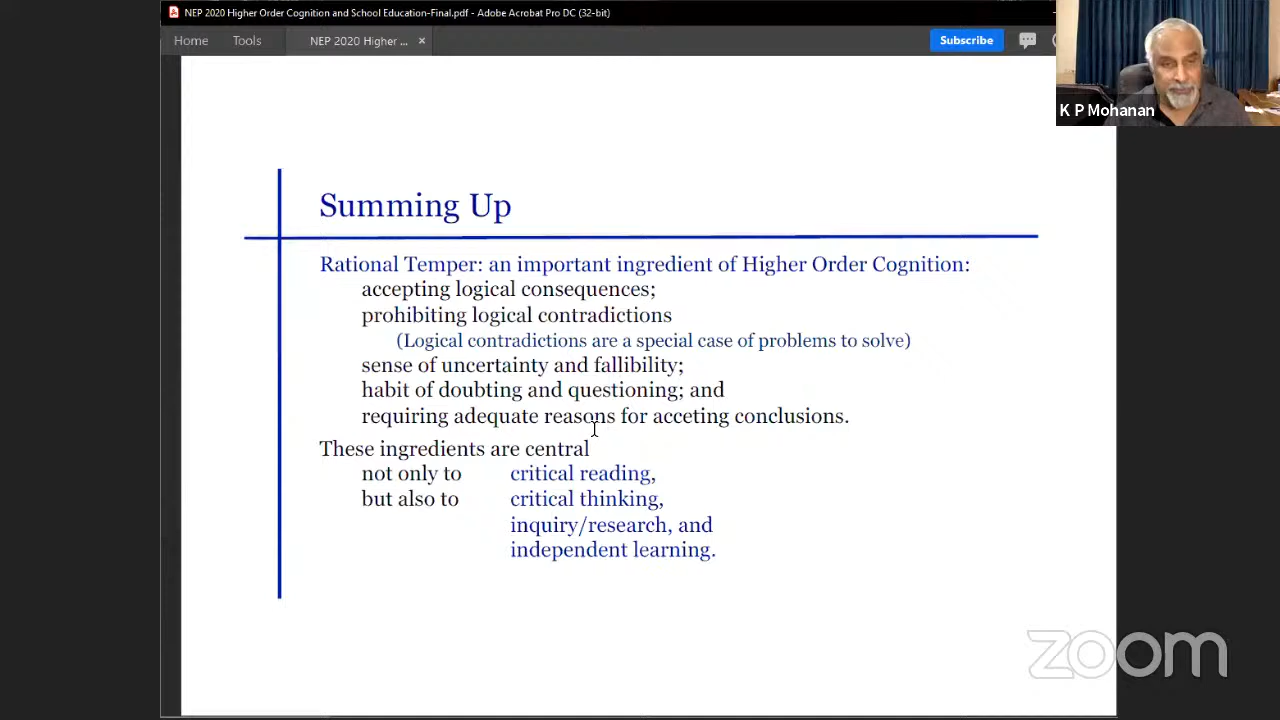 NEP 2020 Higher Order Cognition and School Education-Final.pdf - Adobe Acrobat Pro DC (32-bit)
Home Tools NEP 2020 Higher ... × Subscribe
K P Mohanan
Summing Up
Rational Temper: an important ingredient of Higher Order Cognition:
accepting logical consequences;
prohibiting logical contradictions
(Logical contradictions are a special case of problems to solve)
sense of uncertainty and fallibility;
habit of doubting and questioning; and
requiring adequate reasons for acceting conclusions.
These ingredients are central
not only to critical reading,
but also to critical thinking,
inquiry/research, and
independent learning.
zoom